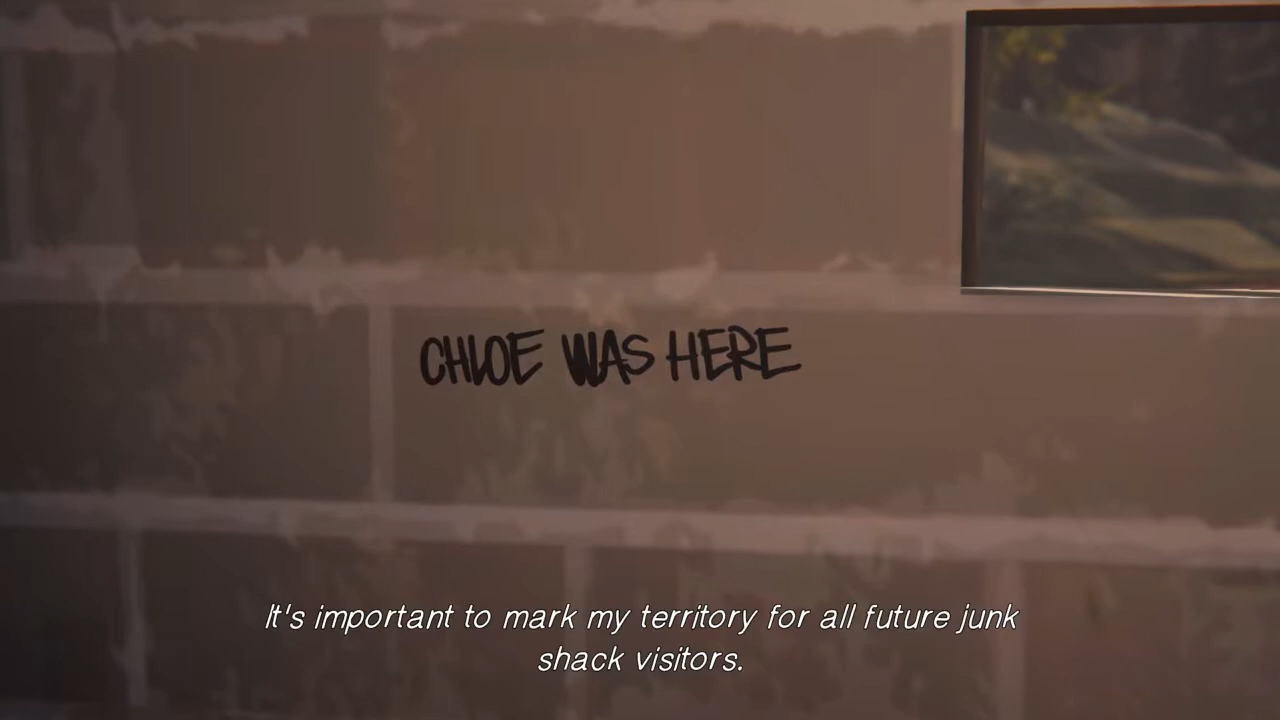 CHLOE WAS HERE
It's important to mark my territory for all future junk
shack visitors.